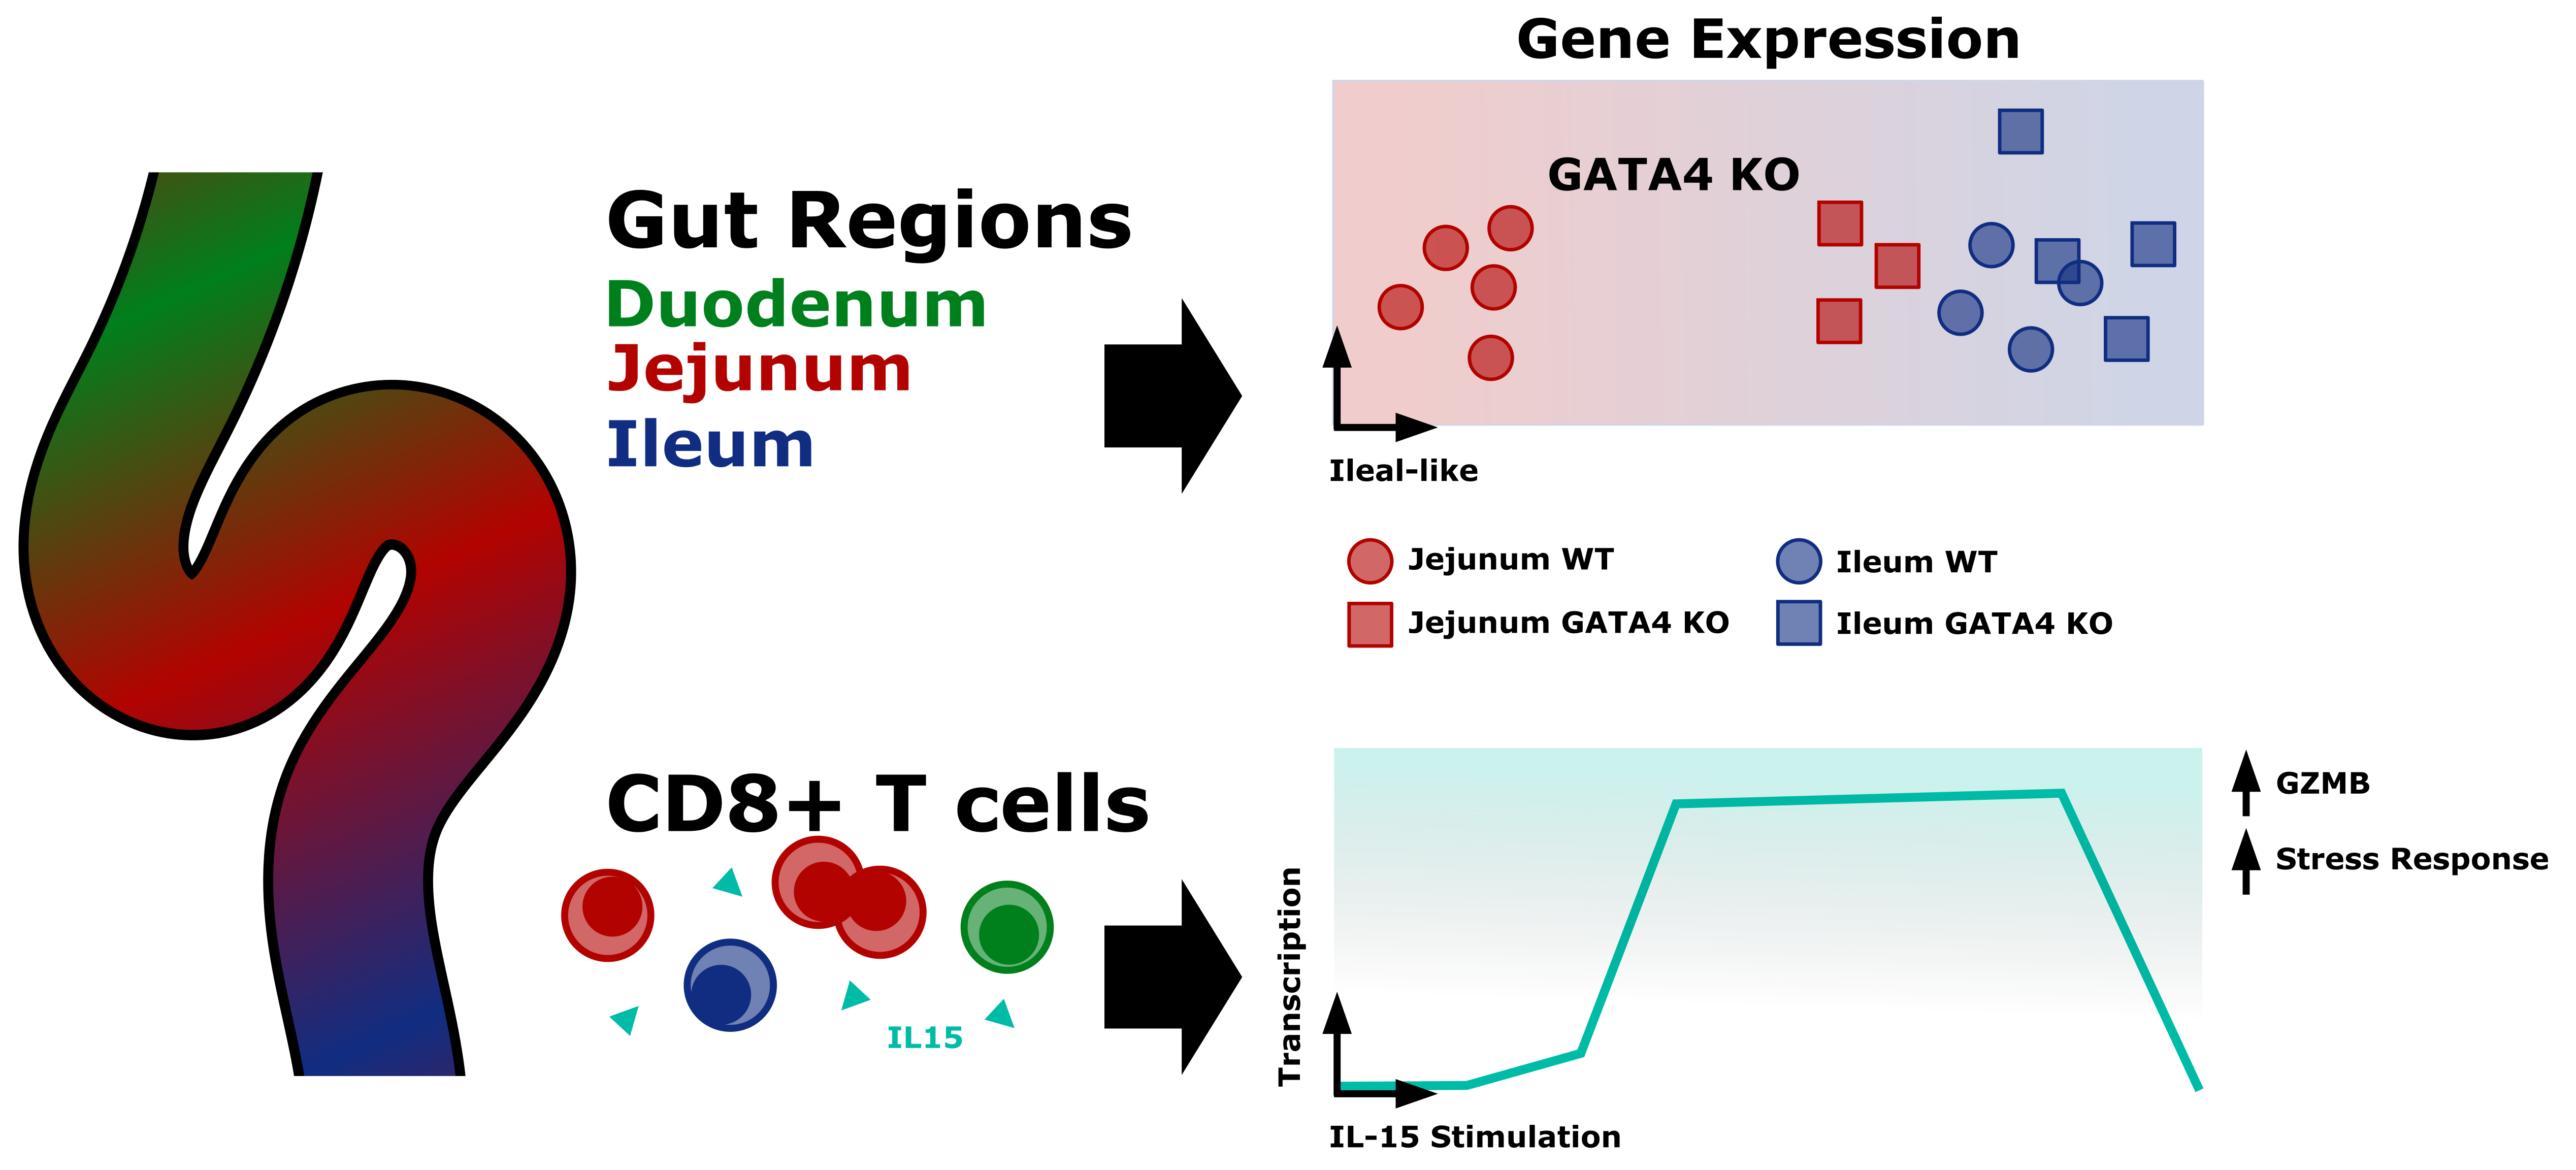 Gene Expression
GATA4 KO
Gut Regions
Duodenum
Jejunum
Ileum
Ileal-like
Jejunum WT
Ileum WT
Jejunum GATA4 KO
Ileum GATA4 KO
CD8+ T cells
IL15
Transcription
IL-15 Stimulation
GZMB
Stress Response